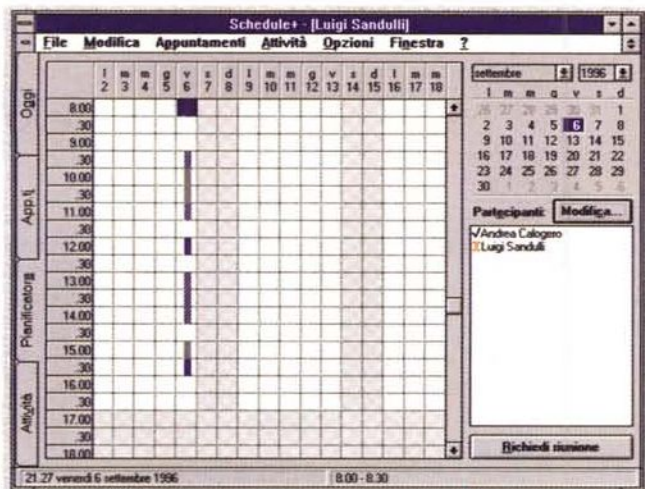 Schedule+ - [Luigi Sandulli]
File Modifica Appuntamenti Attività Opzioni Finestra ?
Oggi
App.ti
Pianificatore
Attività
l m m g v s d l m m g v s d l m m
2 3 4 5 6 7 8 9 10 11 12 13 14 15 16 17 18
8.00
.30
9.00
.30
10.00
.30
11.00
.30
12.00
.30
13.00
.30
14.00
.30
15.00
.30
16.00
.30
17.00
.30
18.00
settembre 1996
l m m g v s d
26 27 28 29 30 31 1
2 3 4 5 6 7 8
9 10 11 12 13 14 15
16 17 18 19 20 21 22
23 24 25 26 27 28 29
30 1 2 3 4 5 6
Partecipanti: Modifica...
Andrea Calogero
Luigi Sandulli
Richiedi riunione
21.27 venerdì 6 settembre 1996 8.00 - 8.30